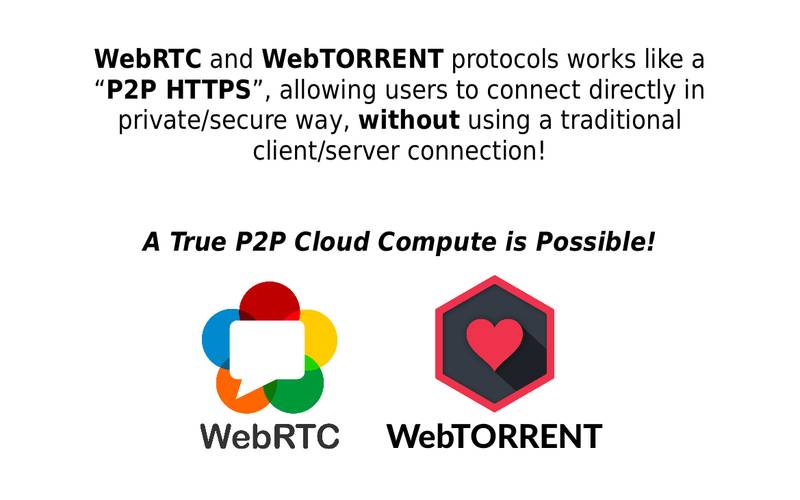 WebRTC and WebTORRENT protocols works like a
“P2P HTTPS”, allowing users to connect directly in
private/secure way, without using a traditional
client/server connection!
A True P2P Cloud Compute is Possible!
WebRTC WebTORRENT